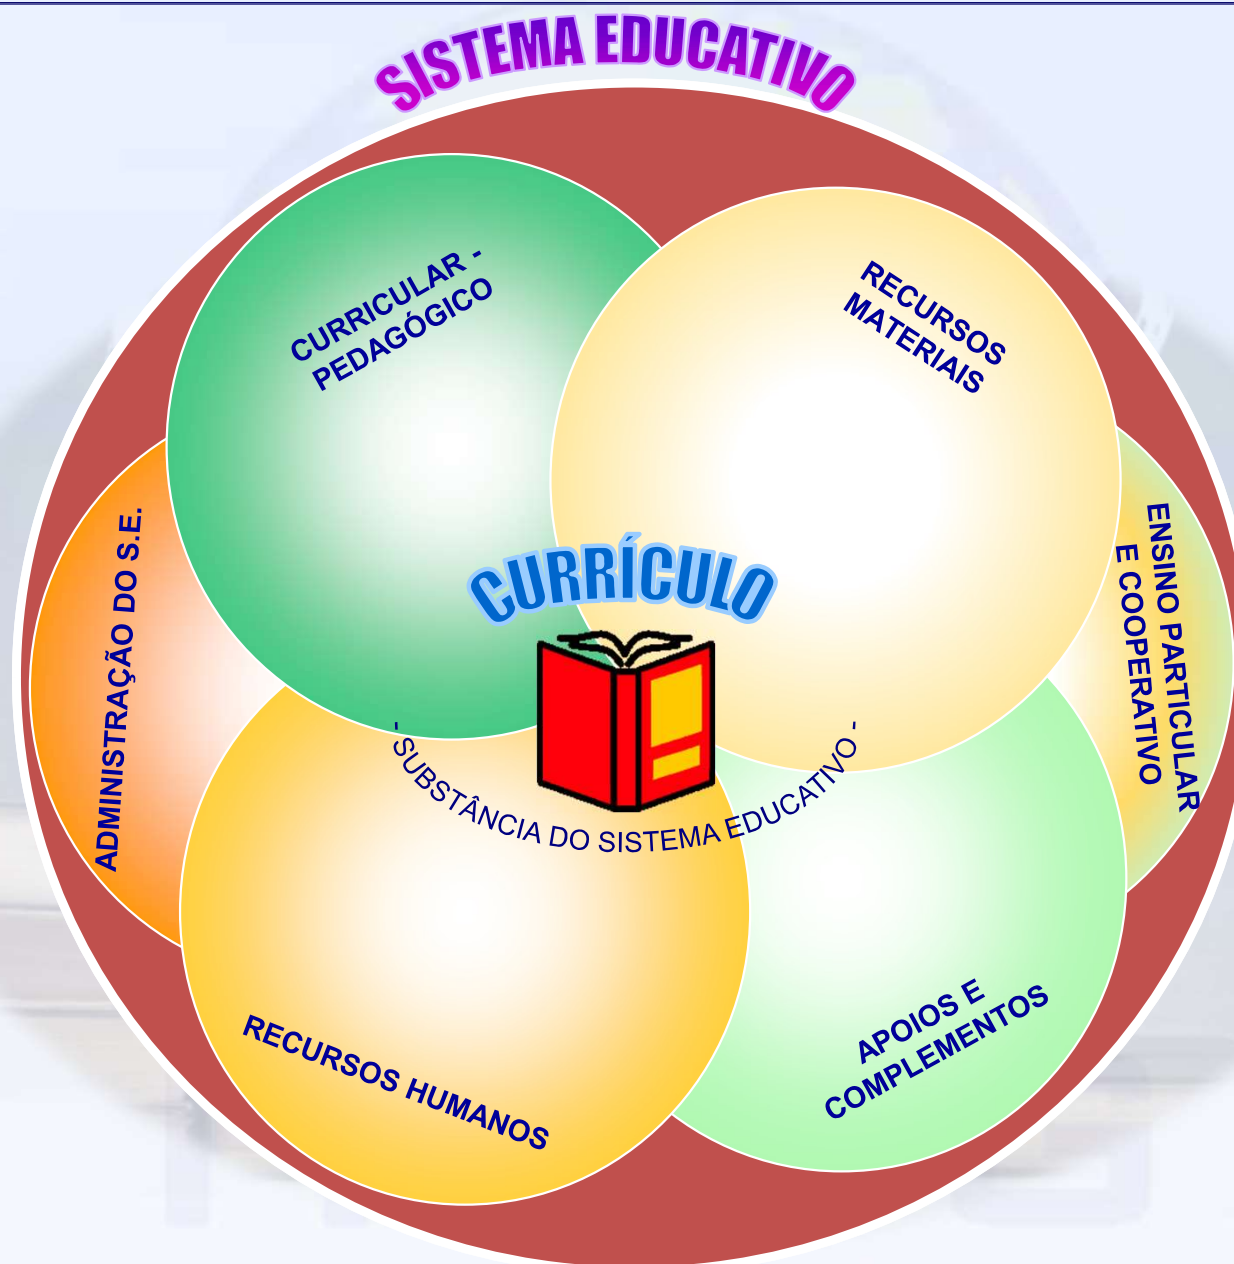 SISTEMA EDUCATIVO
CURRICULAR -
PEDAGÓGICO
RECURSOS
MATERIAIS
ADMINISTRAÇÃO DO S.E.
ENSINO PARTICULAR
E COOPERATIVO
CURRÍCULO
- SUBSTÂNCIA DO SISTEMA EDUCATIVO -
RECURSOS HUMANOS
APOIOS E
COMPLEMENTOS